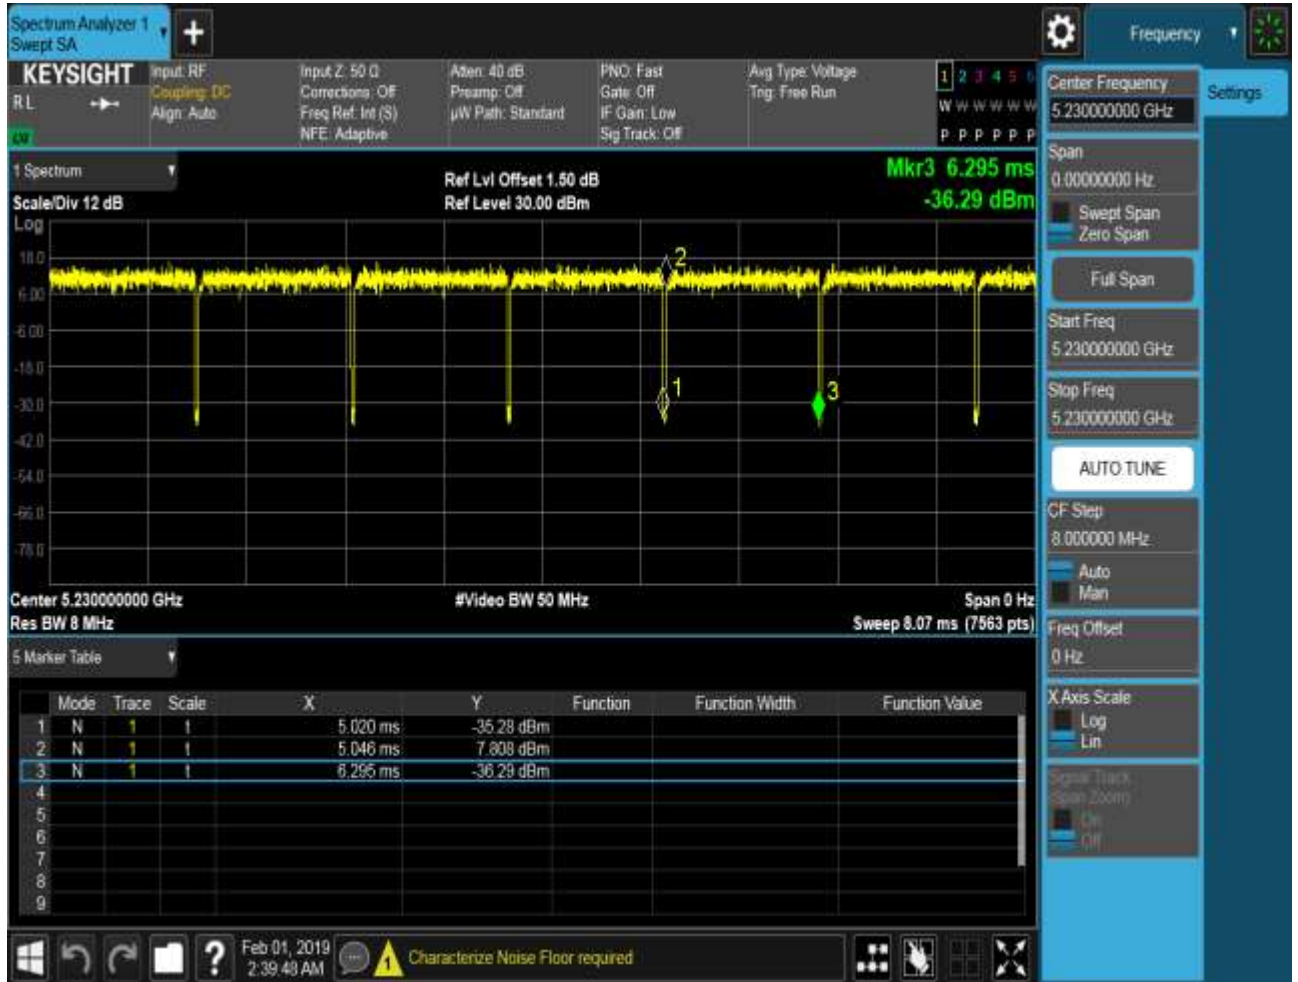 Spectrum Analyzer 1
Swept SA
+
Frequency
KEYSIGHT
RL
Input: RF
Coupling: DC
Align: Auto
Input Z: 50 Ω
Corrections: Off
Freq Ref: Int (S)
NFE: Adaptive
Atten: 40 dB
Preamp: Off
µW Path: Standard
PNO: Fast
Gate: Off
IF Gain: Low
Sig Track: Off
Avg Type: Voltage
Trig: Free Run
1 2 3 4 5 6
W W W W W W
P P P P P P
1 Spectrum
Scale/Div 12 dB
Log
Ref Lvl Offset 1.50 dB
Ref Level 30.00 dBm
Mkr3 6.295 ms
-36.29 dBm
18.0
6.00
-6.00
-18.0
-30.0
-42.0
-54.0
-66.0
-78.0
2
1
3
Center 5.230000000 GHz
#Video BW 50 MHz
Span 0 Hz
Res BW 8 MHz
Sweep 8.07 ms (7563 pts)
5 Marker Table
Mode Trace Scale X Y Function Function Width Function Value
1 N 1 t 5.020 ms -35.28 dBm
2 N 1 t 5.046 ms 7.808 dBm
3 N 1 t 6.295 ms -36.29 dBm
4
5
6
7
8
9
Center Frequency
5.230000000 GHz
Settings
Span
0.00000000 Hz
Swept Span
Zero Span
Full Span
Start Freq
5.230000000 GHz
Stop Freq
5.230000000 GHz
AUTO TUNE
CF Step
8.000000 MHz
Auto
Man
Freq Offset
0 Hz
X Axis Scale
Log
Lin
Signal Track
(Span Zoom)
On
Off
?
Feb 01, 2019
2:39:48 AM
1
Characterize Noise Floor required